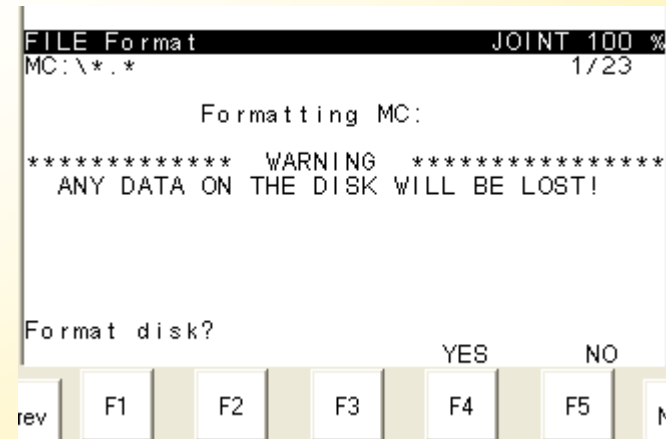 FILE Format JOINT 100 %
MC:\*.* 1/23
Formatting MC:
************* WARNING ****************
ANY DATA ON THE DISK WILL BE LOST!
Format disk?
YES NO
rev F1 F2 F3 F4 F5 N